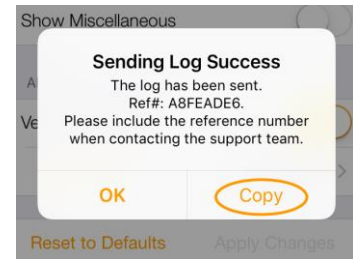 Show Miscellaneous
Sending Log Success
The log has been sent.
Ref#: A8FEADE6.
Please include the reference number
when contacting the support team.
OK Copy
Reset to Defaults Apply Changes